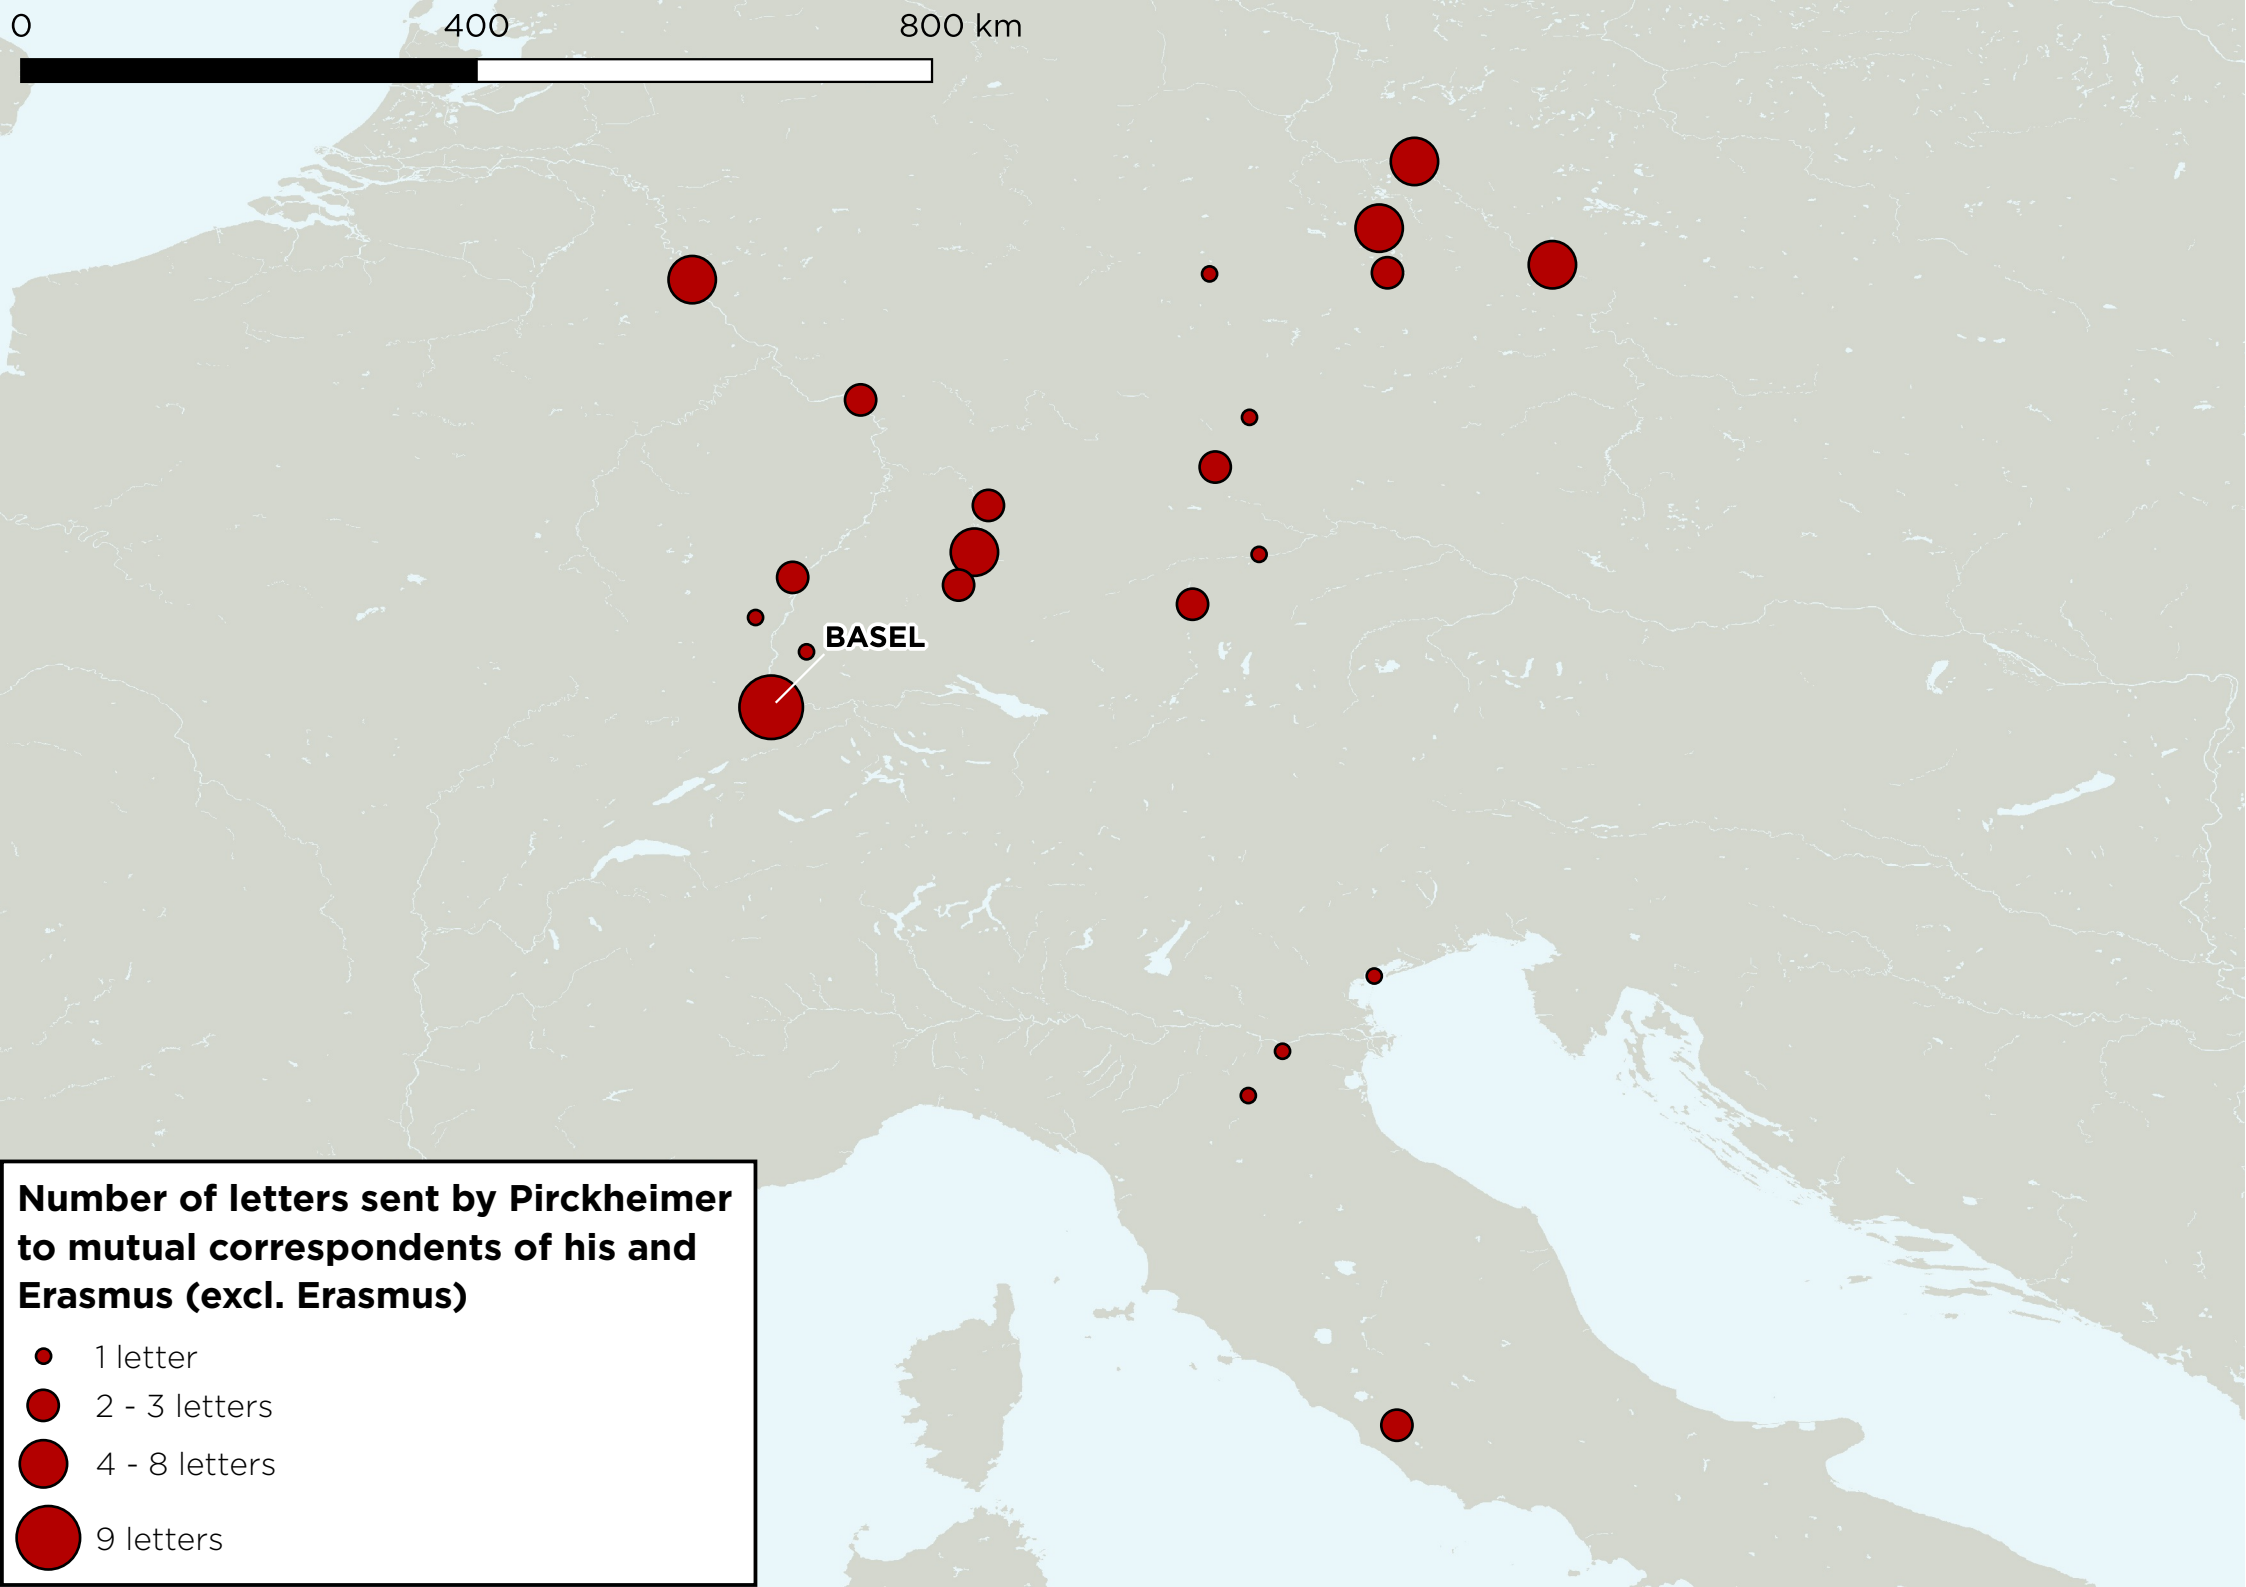 0 400 800 km
BASEL
Number of letters sent by Pirckheimer
to mutual correspondents of his and
Erasmus (excl. Erasmus)
1 letter
2 - 3 letters
4 - 8 letters
9 letters